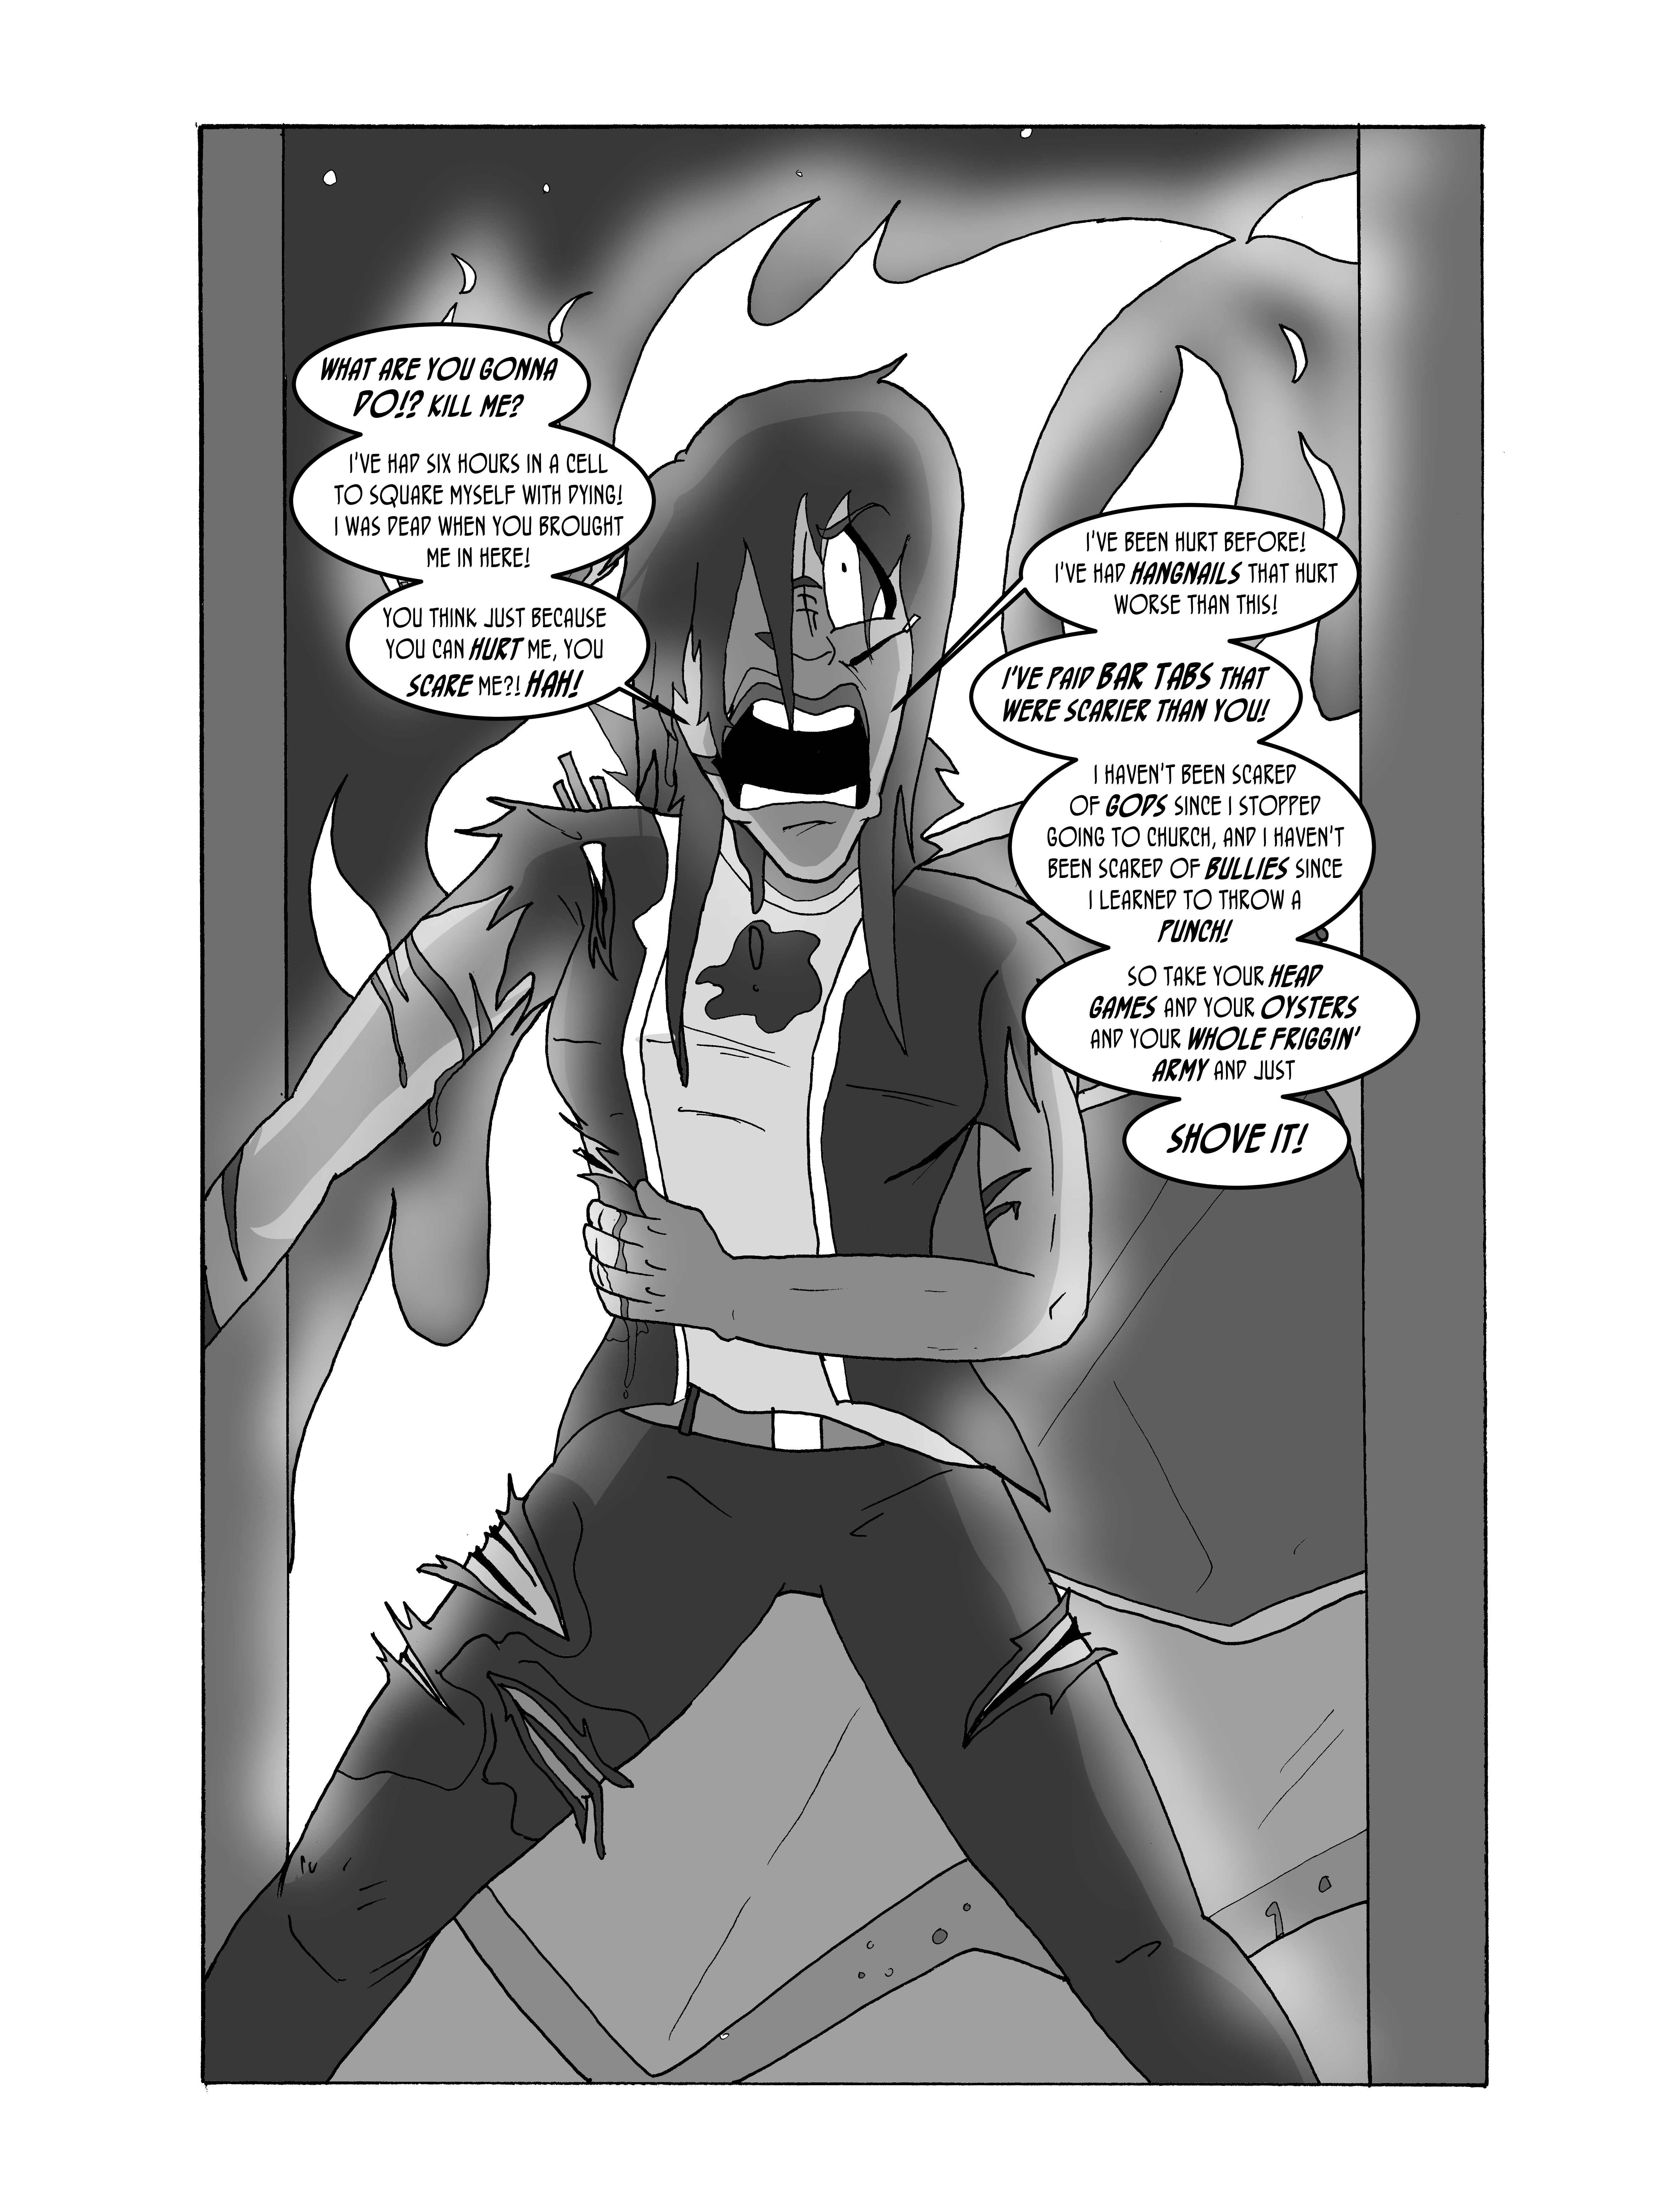 WHAT ARE YOU GONNA
DO!? KILL ME?
I'VE HAD SIX HOURS IN A CELL
TO SQUARE MYSELF WITH DYING!
I WAS DEAD WHEN YOU BROUGHT
ME IN HERE!
YOU THINK JUST BECAUSE
YOU CAN HURT ME, YOU
SCARE ME?! HAH!
I'VE BEEN HURT BEFORE!
I'VE HAD HANGNAILS THAT HURT
WORSE THAN THIS!
I'VE PAID BAR TABS THAT
WERE SCARIER THAN YOU!
I HAVEN'T BEEN SCARED
OF GODS SINCE I STOPPED
GOING TO CHURCH, AND I HAVEN'T
BEEN SCARED OF BULLIES SINCE
I LEARNED TO THROW A
PUNCH!
SO TAKE YOUR HEAD
GAMES AND YOUR OYSTERS
AND YOUR WHOLE FRIGGIN'
ARMY AND JUST
SHOVE IT!